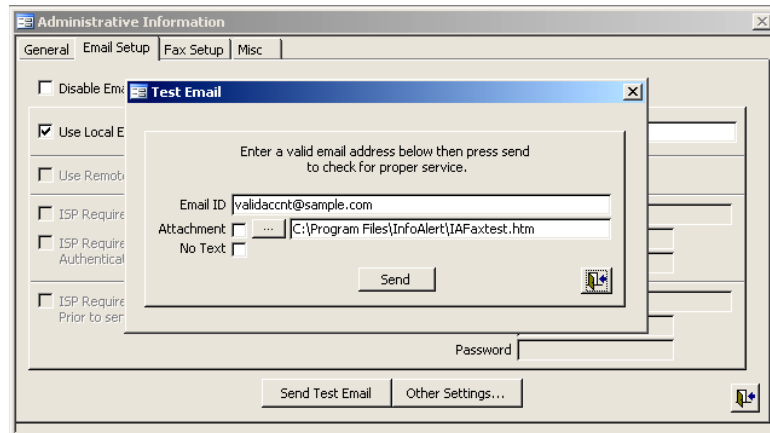 Administrative Information
General Email Setup Fax Setup Misc
Disable Ema
Test Email
Use Local E
Enter a valid email address below then press send
to check for proper service.
Use Remot
Email ID validaccnt@sample.com
ISP Require
Attachment ... C:\Program Files\InfoAlert\IAFaxtest.htm
ISP Require
No Text
Authenticat
Send
ISP Require
Prior to ser
Password
Send Test Email Other Settings...